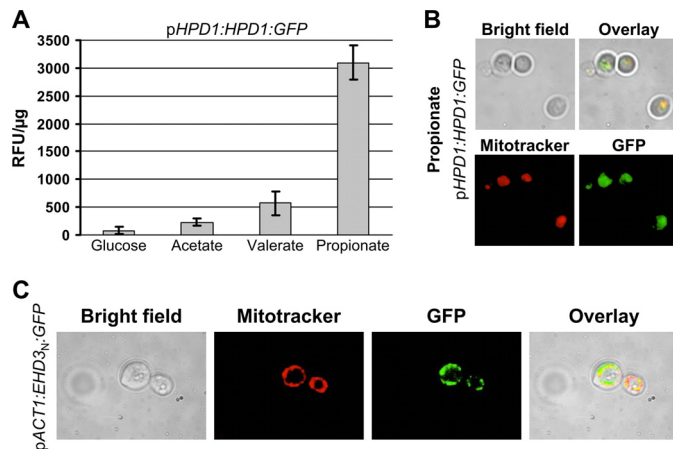 A
pHPD1:HPD1:GFP
RFU/µg
3500
3000
2500
2000
1500
1000
500
0
Glucose Acetate Valerate Propionate
B
Propionate
pHPD1:HPD1:GFP
Bright field Overlay
Mitotracker GFP
C
pACT1:EHD3N:GFP
Bright field Mitotracker GFP Overlay